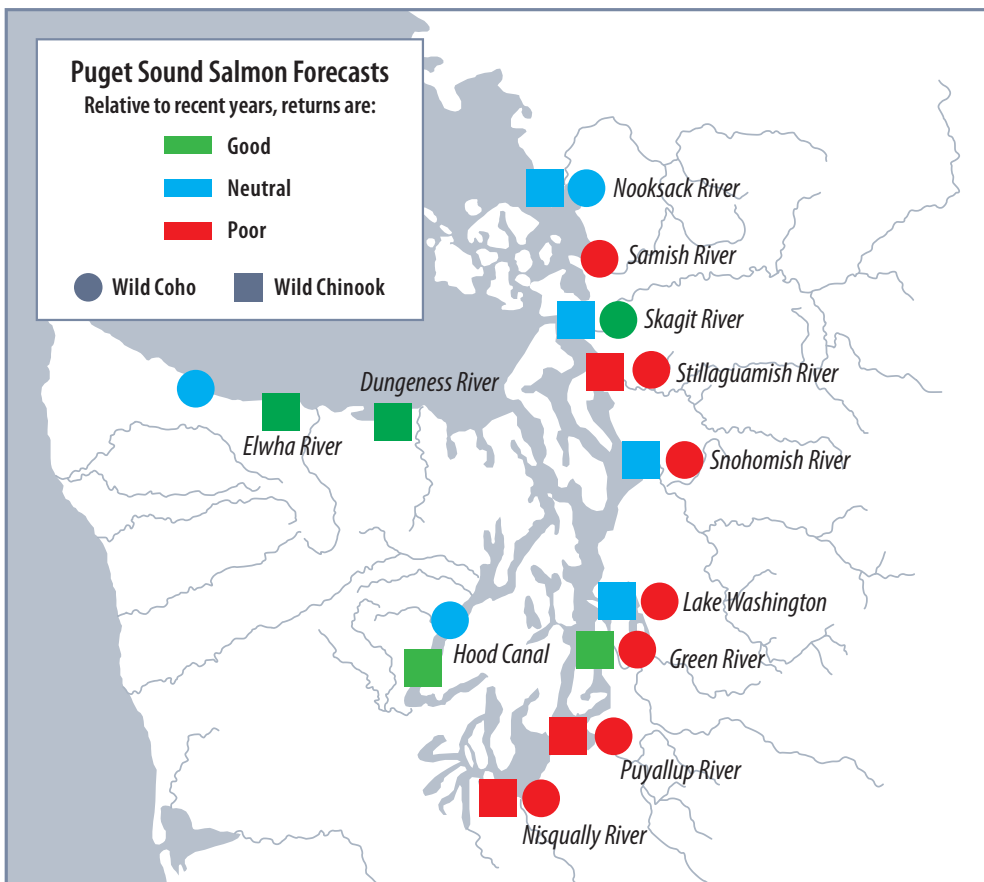 Puget Sound Salmon Forecasts
Relative to recent years, returns are:
Good
Neutral
Poor
Wild Coho
Wild Chinook
Nooksack River
Samish River
Skagit River
Stillaguamish River
Dungeness River
Elwha River
Snohomish River
Lake Washington
Hood Canal
Green River
Puyallup River
Nisqually River